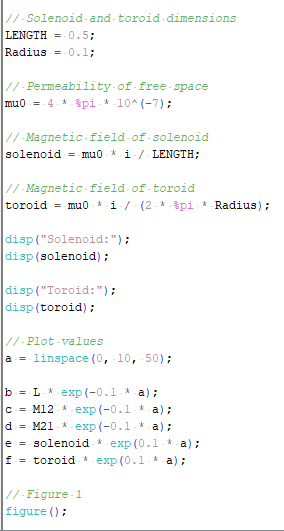 // Solenoid and toroid dimensions
LENGTH = 0.5;
Radius = 0.1;
// Permeability of free space
mu0 = 4 * %pi * 10^(-7);
// Magnetic field of solenoid
solenoid = mu0 * i / LENGTH;
// Magnetic field of toroid
toroid = mu0 * i / (2 * %pi * Radius);
disp("Solenoid:");
disp(solenoid);
disp("Toroid:");
disp(toroid);
// Plot values
a = linspace(0, 10, 50);
b = L * exp(-0.1 * a);
c = M12 * exp(-0.1 * a);
d = M21 * exp(-0.1 * a);
e = solenoid * exp(0.1 * a);
f = toroid * exp(0.1 * a);
// Figure 1
figure();